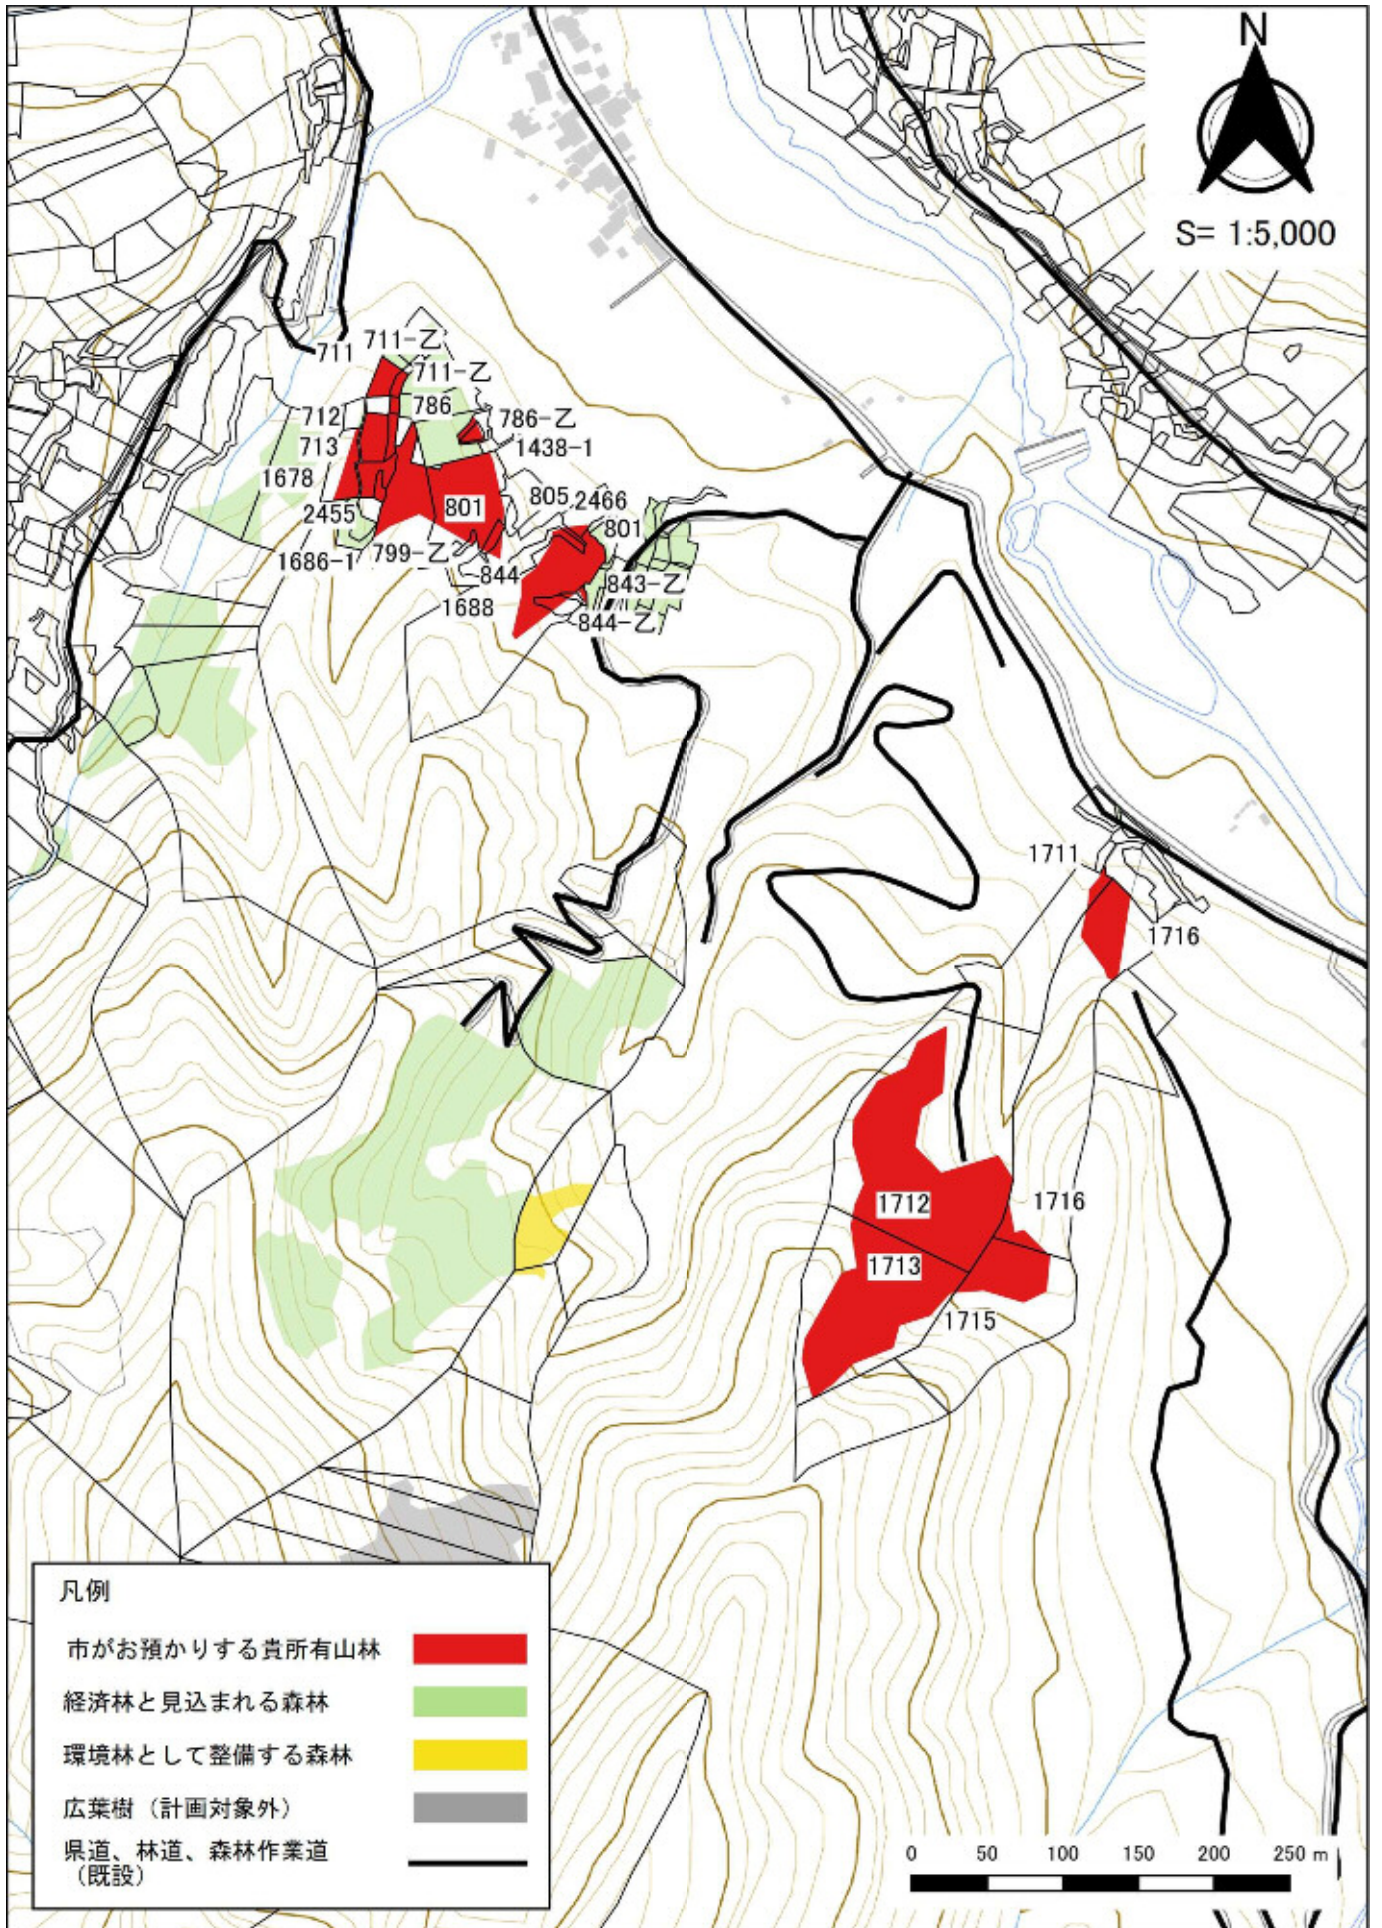 N
S= 1:5,000
711
711-乙
711-乙
712
786
786-乙
713
1438-1
1678
2455
801
805
2466
801
1686-1
799-乙
844
843-乙
1688
844-乙
1711
1716
1712
1716
1713
1715
凡例
市がお預かりする貴所有山林
経済林と見込まれる森林
環境林として整備する森林
広葉樹（計画対象外）
県道、林道、森林作業道
（既設）
0 50 100 150 200 250 m